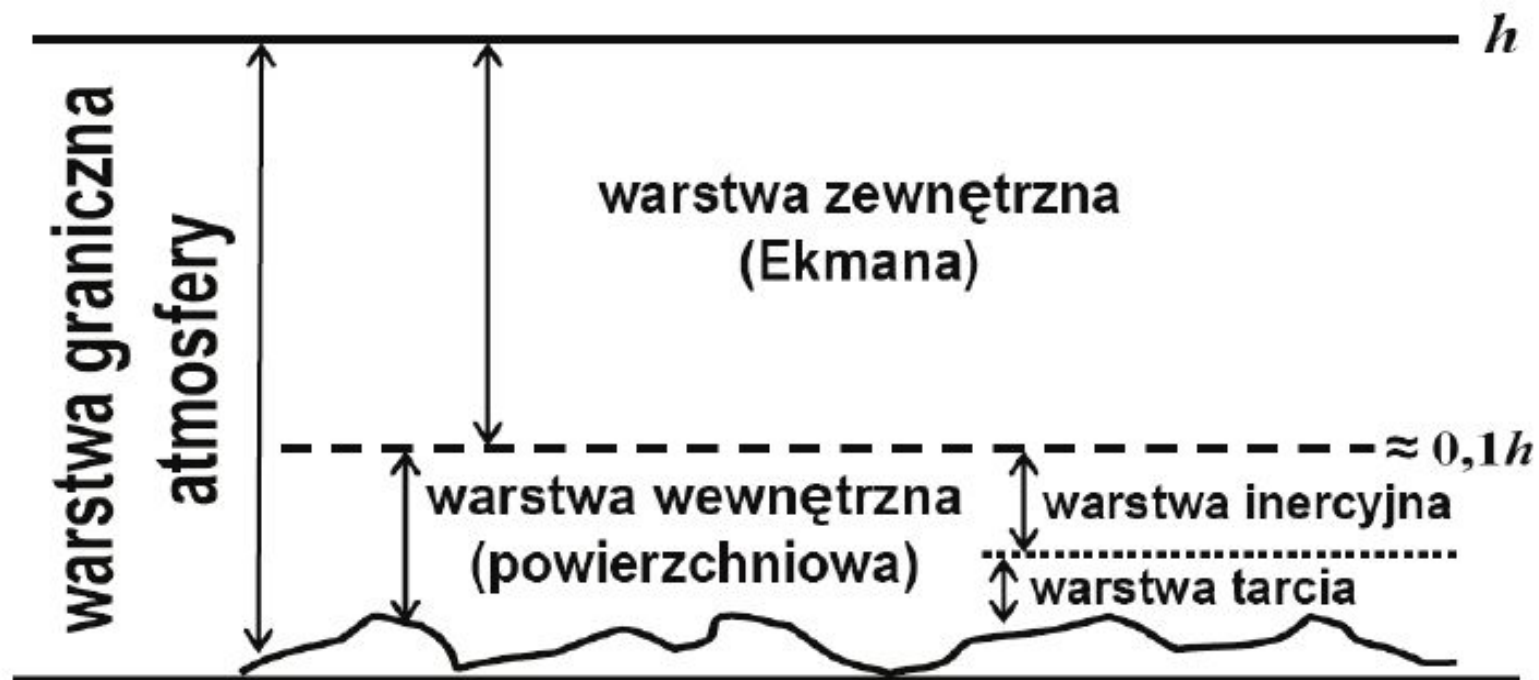 h
warstwa graniczna
atmosfery
warstwa zewnętrzna
(Ekmana)
≈ 0,1h
warstwa wewnętrzna
(powierzchniowa)
warstwa inercyjna
warstwa tarcia